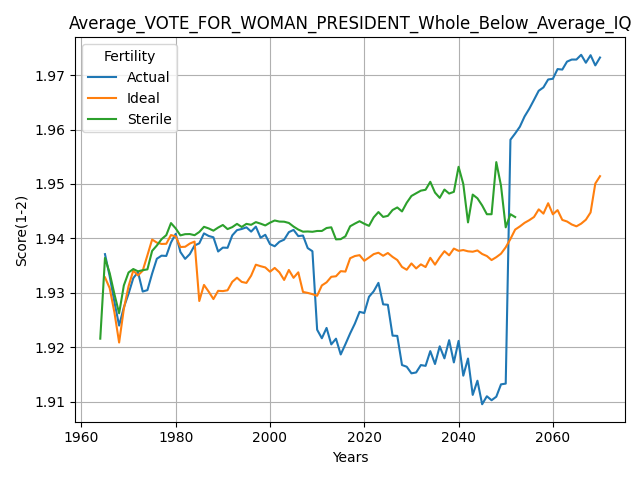 Average_VOTE_FOR_WOMAN_PRESIDENT_Whole_Below_Average_IQ
Fertility
Actual
Ideal
Sterile
1.97
1.96
1.95
1.94
1.93
1.92
1.91
Score(1-2)
1960
1980
2000
2020
2040
2060
Years